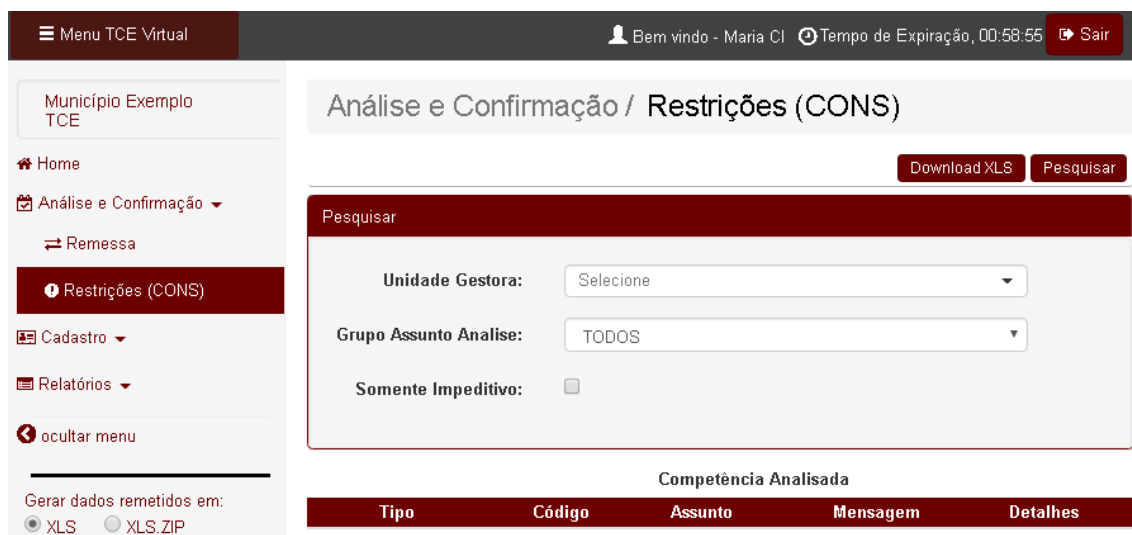 Menu TCE Virtual
Bem vindo - Maria CI Tempo de Expiração, 00:58:55 Sair
Município Exemplo
TCE
Home
Análise e Confirmação
Remessa
Restrições (CONS)
Cadastro
Relatórios
ocultar menu
Gerar dados remetidos em:
XLS XLS.ZIP
Análise e Confirmação / Restrições (CONS)
Download XLS Pesquisar
Pesquisar
Unidade Gestora: Selecione
Grupo Assunto Analise: TODOS
Somente Impeditivo:
Competência Analisada
Tipo Código Assunto Mensagem Detalhes